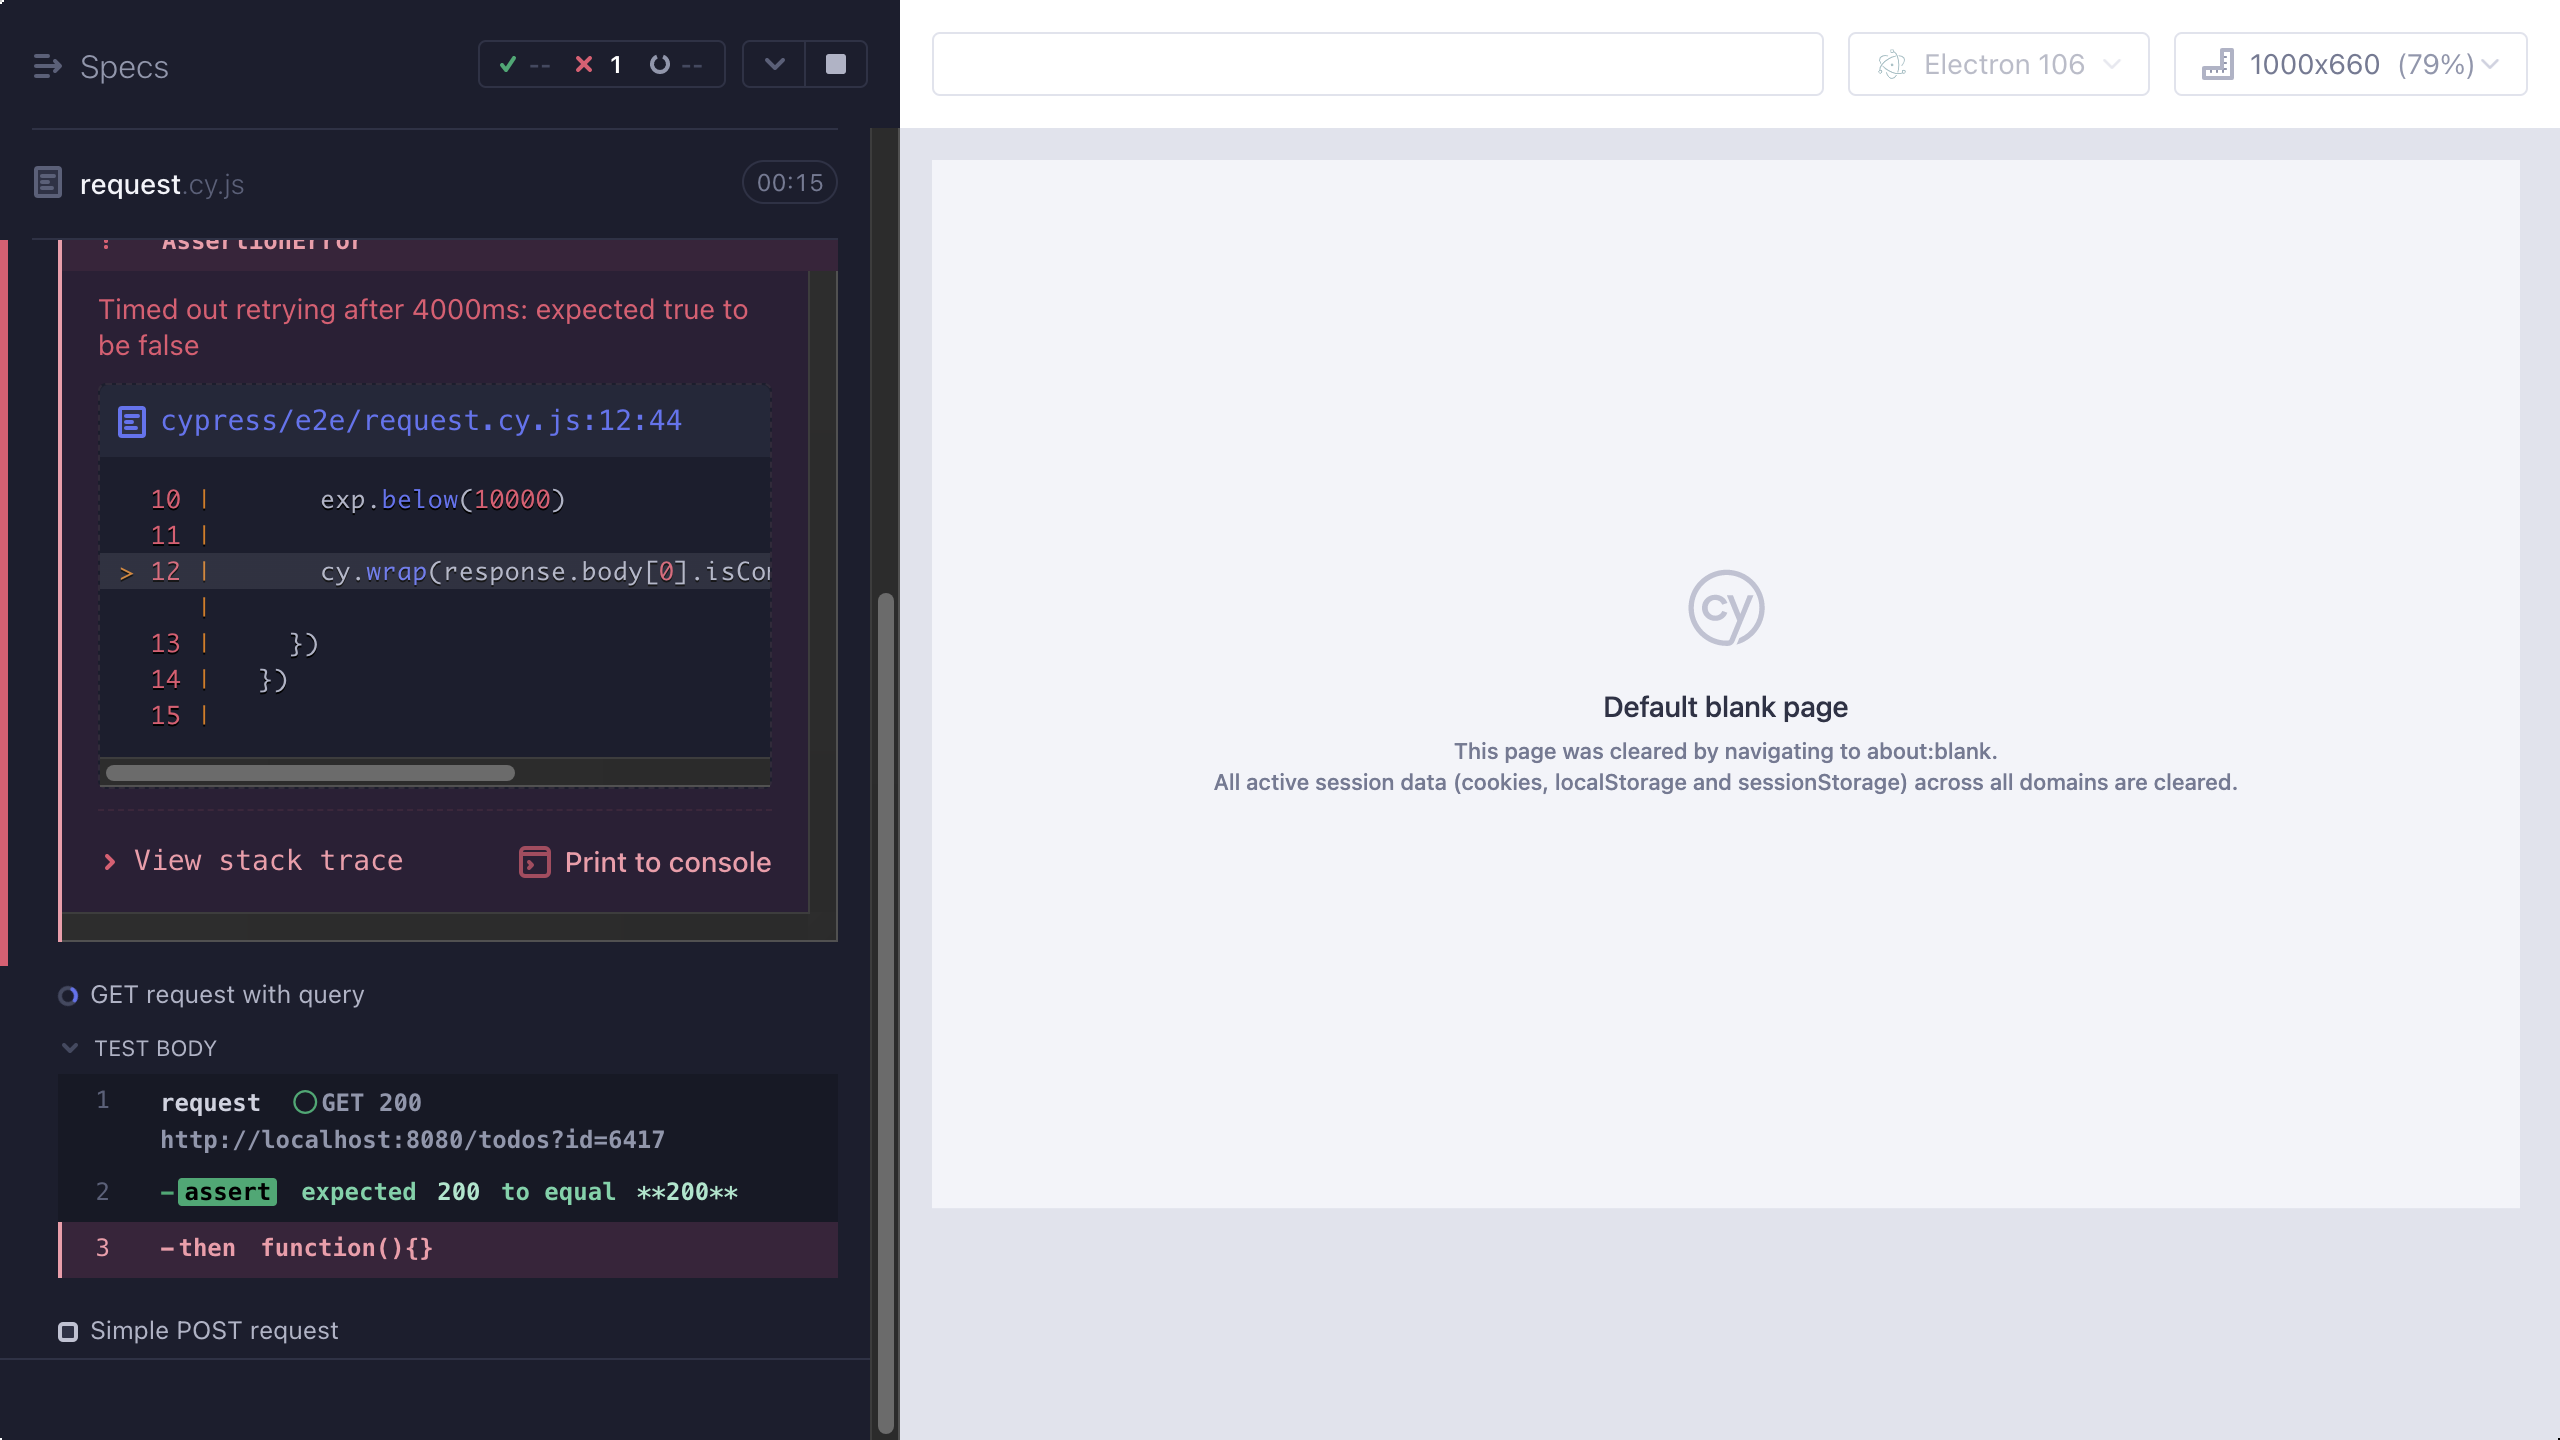 Specs
-- 1 --
request.cy.js
00:15
AssertionError
Timed out retrying after 4000ms: expected true to
be false
cypress/e2e/request.cy.js:12:44
10 | exp.below(10000)
11 |
> 12 | cy.wrap(response.body[0].isCo
|
13 | })
14 | })
15 |
View stack trace
Print to console
GET request with query
TEST BODY
1 request GET 200
http://localhost:8080/todos?id=6417
2 -assert expected 200 to equal **200**
3 -then function(){}
Simple POST request
Electron 106
1000x660 (79%)
cy
Default blank page
This page was cleared by navigating to about:blank.
All active session data (cookies, localStorage and sessionStorage) across all domains are cleared.